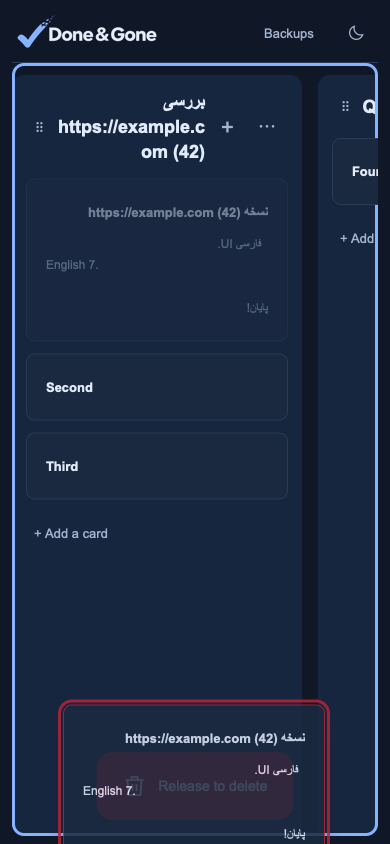 Done & Gone
Backups
بررسی
https://example.c
om (42)
Q
نسخه https://example.com (42)
فارسی UI.
English 7.
پایان!
Second
Third
+ Add a card
Four
+ Add
نسخه https://example.com (42)
فارسی UI.
Release to delete
English 7.
پایان!